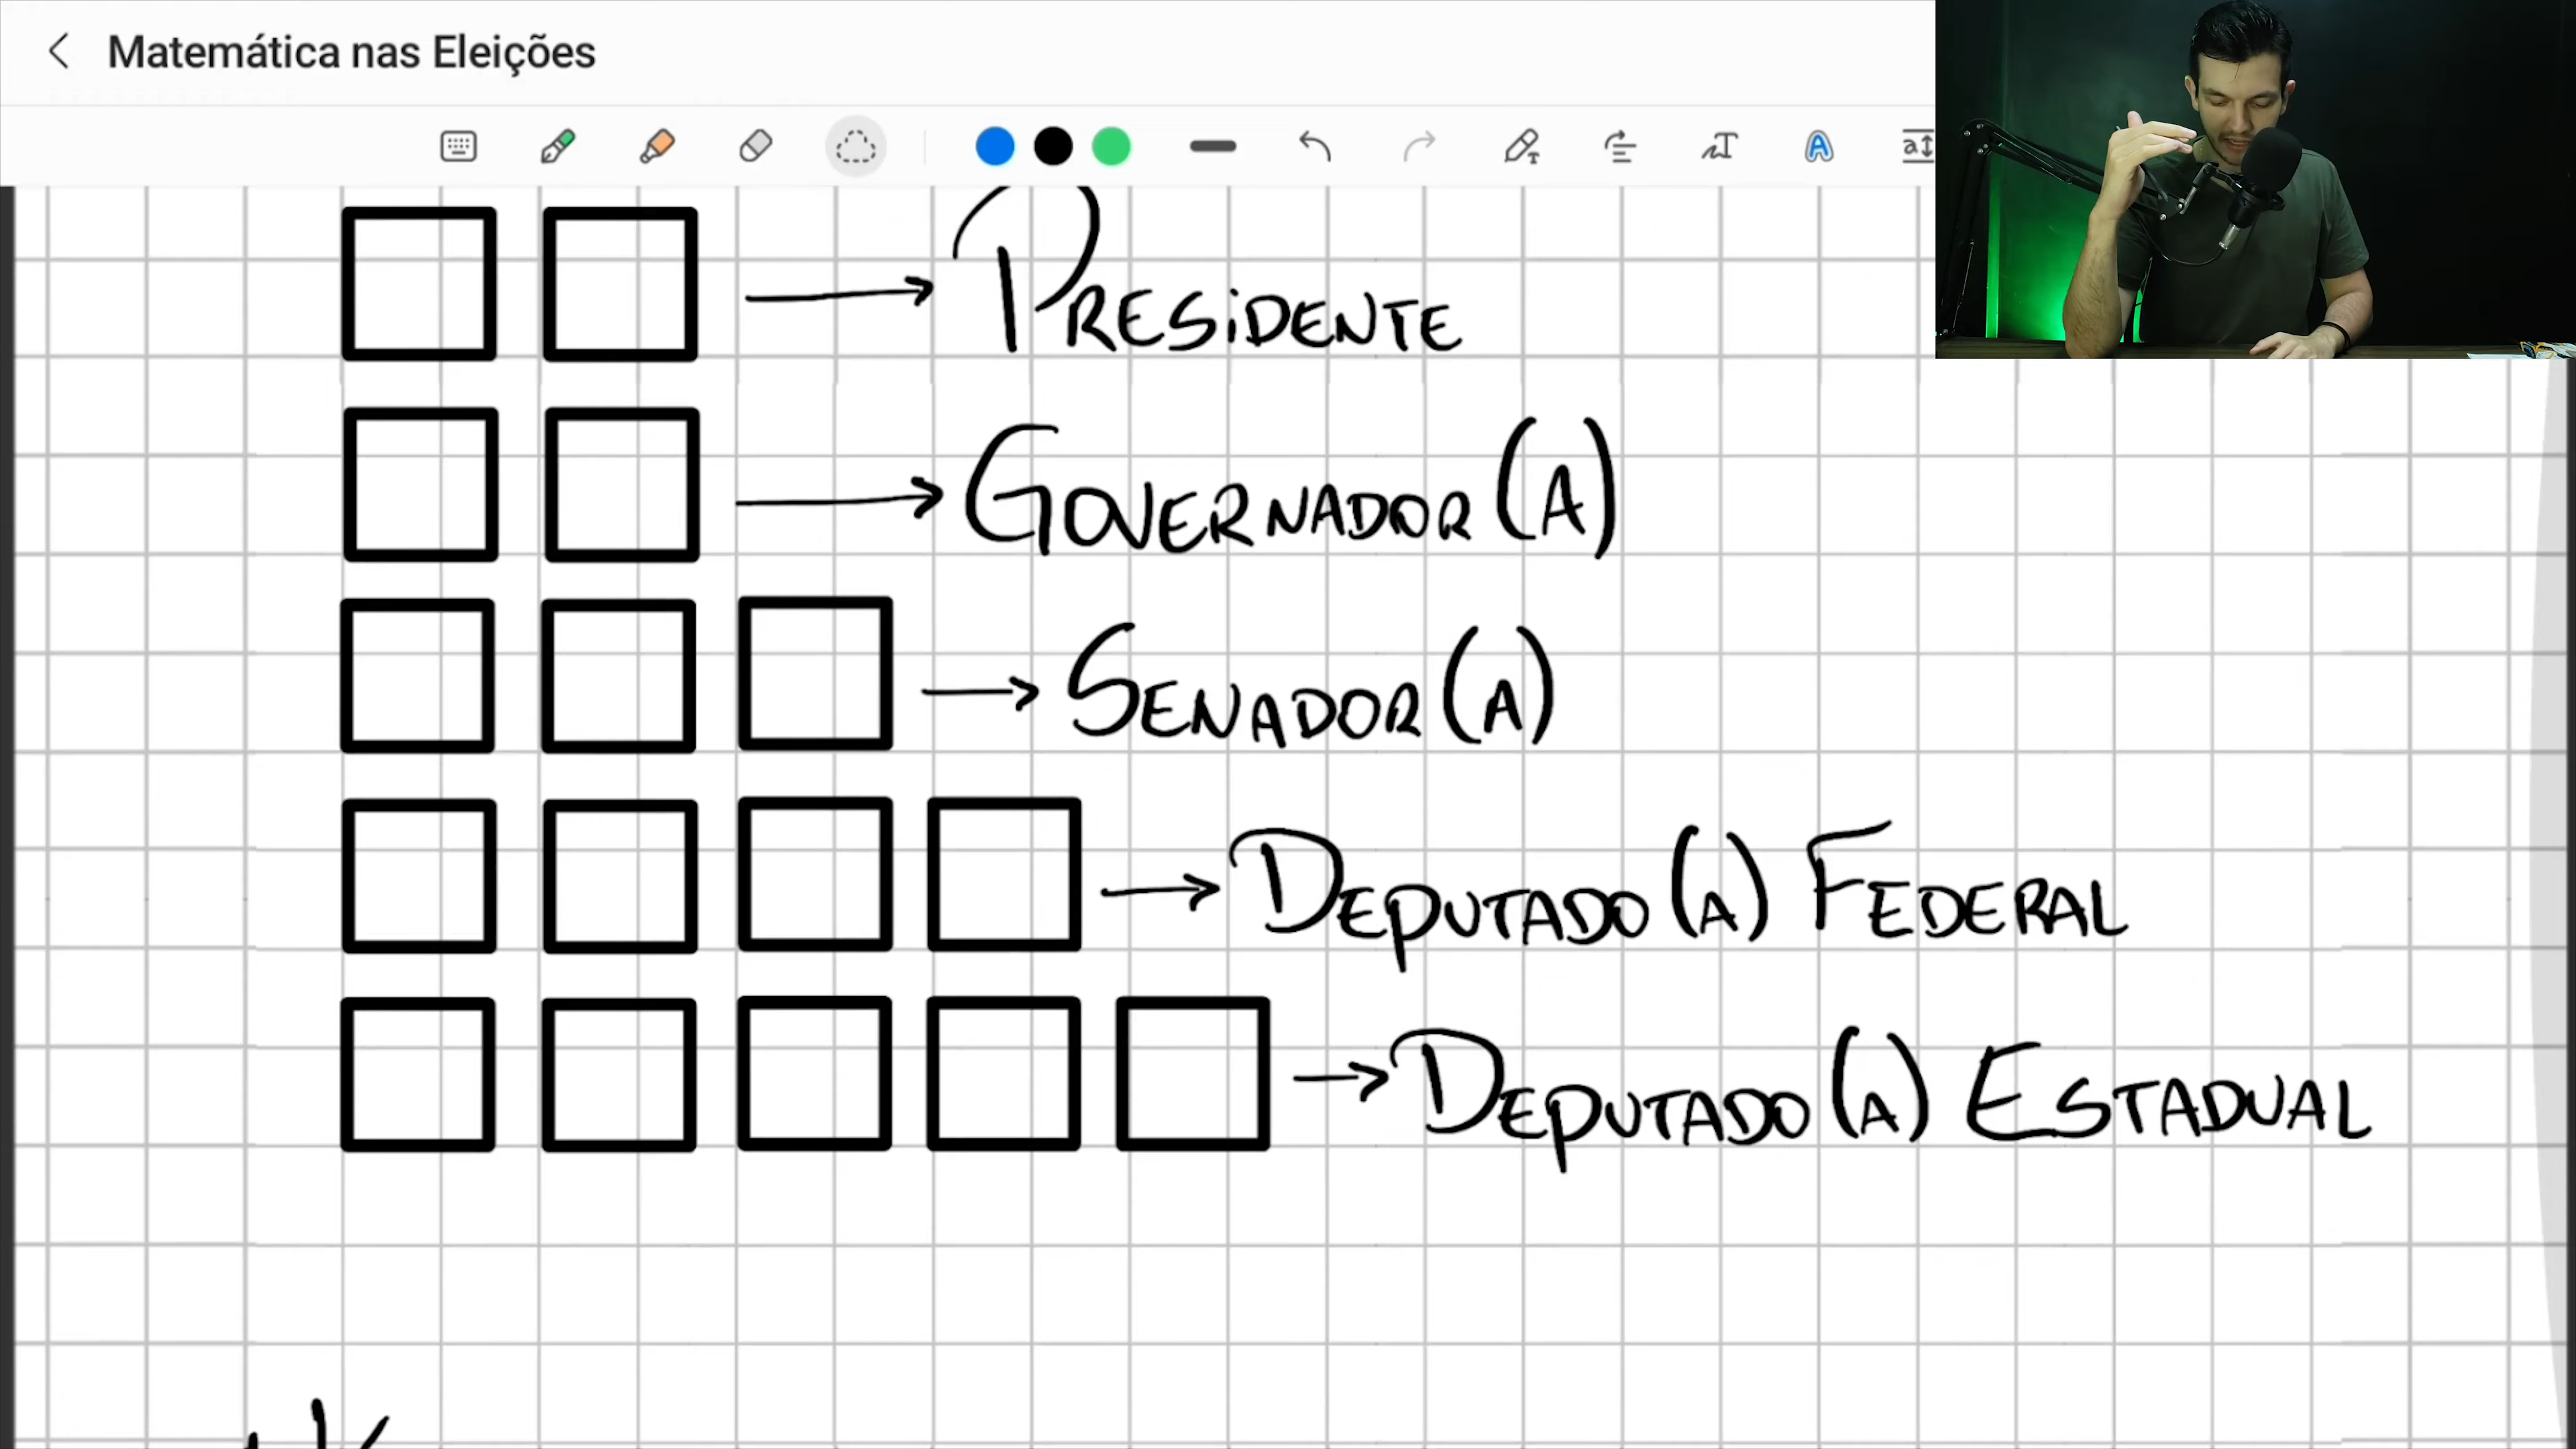 Matemática nas Eleições
PRESiDENTE
GOVERNADOR (A)
SENADOR (A)
DEPUTADO (A) FEDERAL
DEPUTADO (A) ESTADUAL